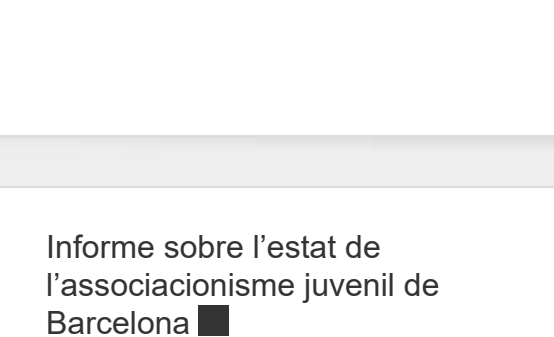 Informe sobre l’estat de
l’associacionisme juvenil de
Barcelona